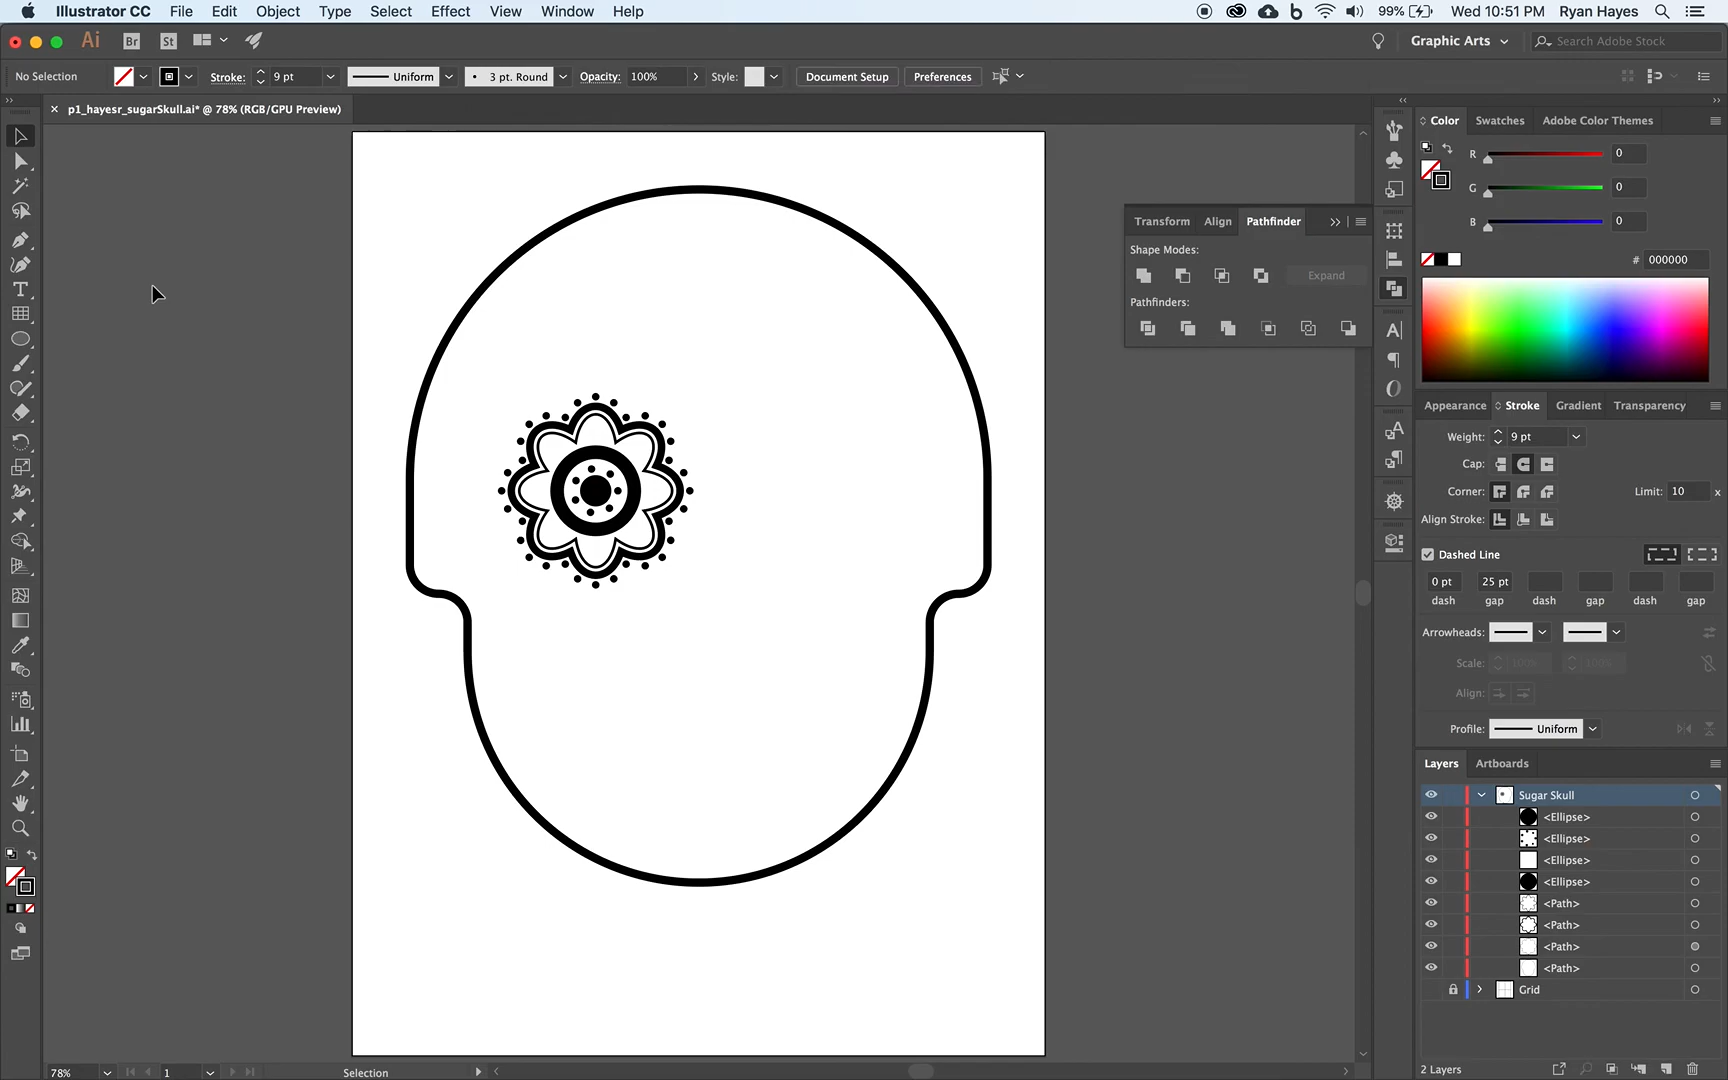 Illustrator CC File Edit Object Type Select Effect View Window Help 99% Wed 10:51 PM Ryan Hayes
Ai Br St Graphic Arts Search Adobe Stock
No Selection Stroke: 9 pt Uniform 3 pt. Round Opacity: 100% Style: Document Setup Preferences
p1_hayesr_sugarSkull.ai* @ 78% (RGB/GPU Preview)
Color Swatches Adobe Color Themes
R 0
G 0
B 0
# 000000
Transform Align Pathfinder
Shape Modes:
Expand
Pathfinders:
Appearance Stroke Gradient Transparency
Weight: 9 pt
Cap:
Corner: Limit: 10 x
Align Stroke:
Dashed Line
0 pt 25 pt
dash gap dash gap dash gap
Arrowheads:
Scale: 100% 100%
Align:
Profile: Uniform
Layers Artboards
Sugar Skull
<Ellipse>
<Ellipse>
<Ellipse>
<Ellipse>
<Path>
<Path>
<Path>
<Path>
Grid
2 Layers
78% 1 Selection